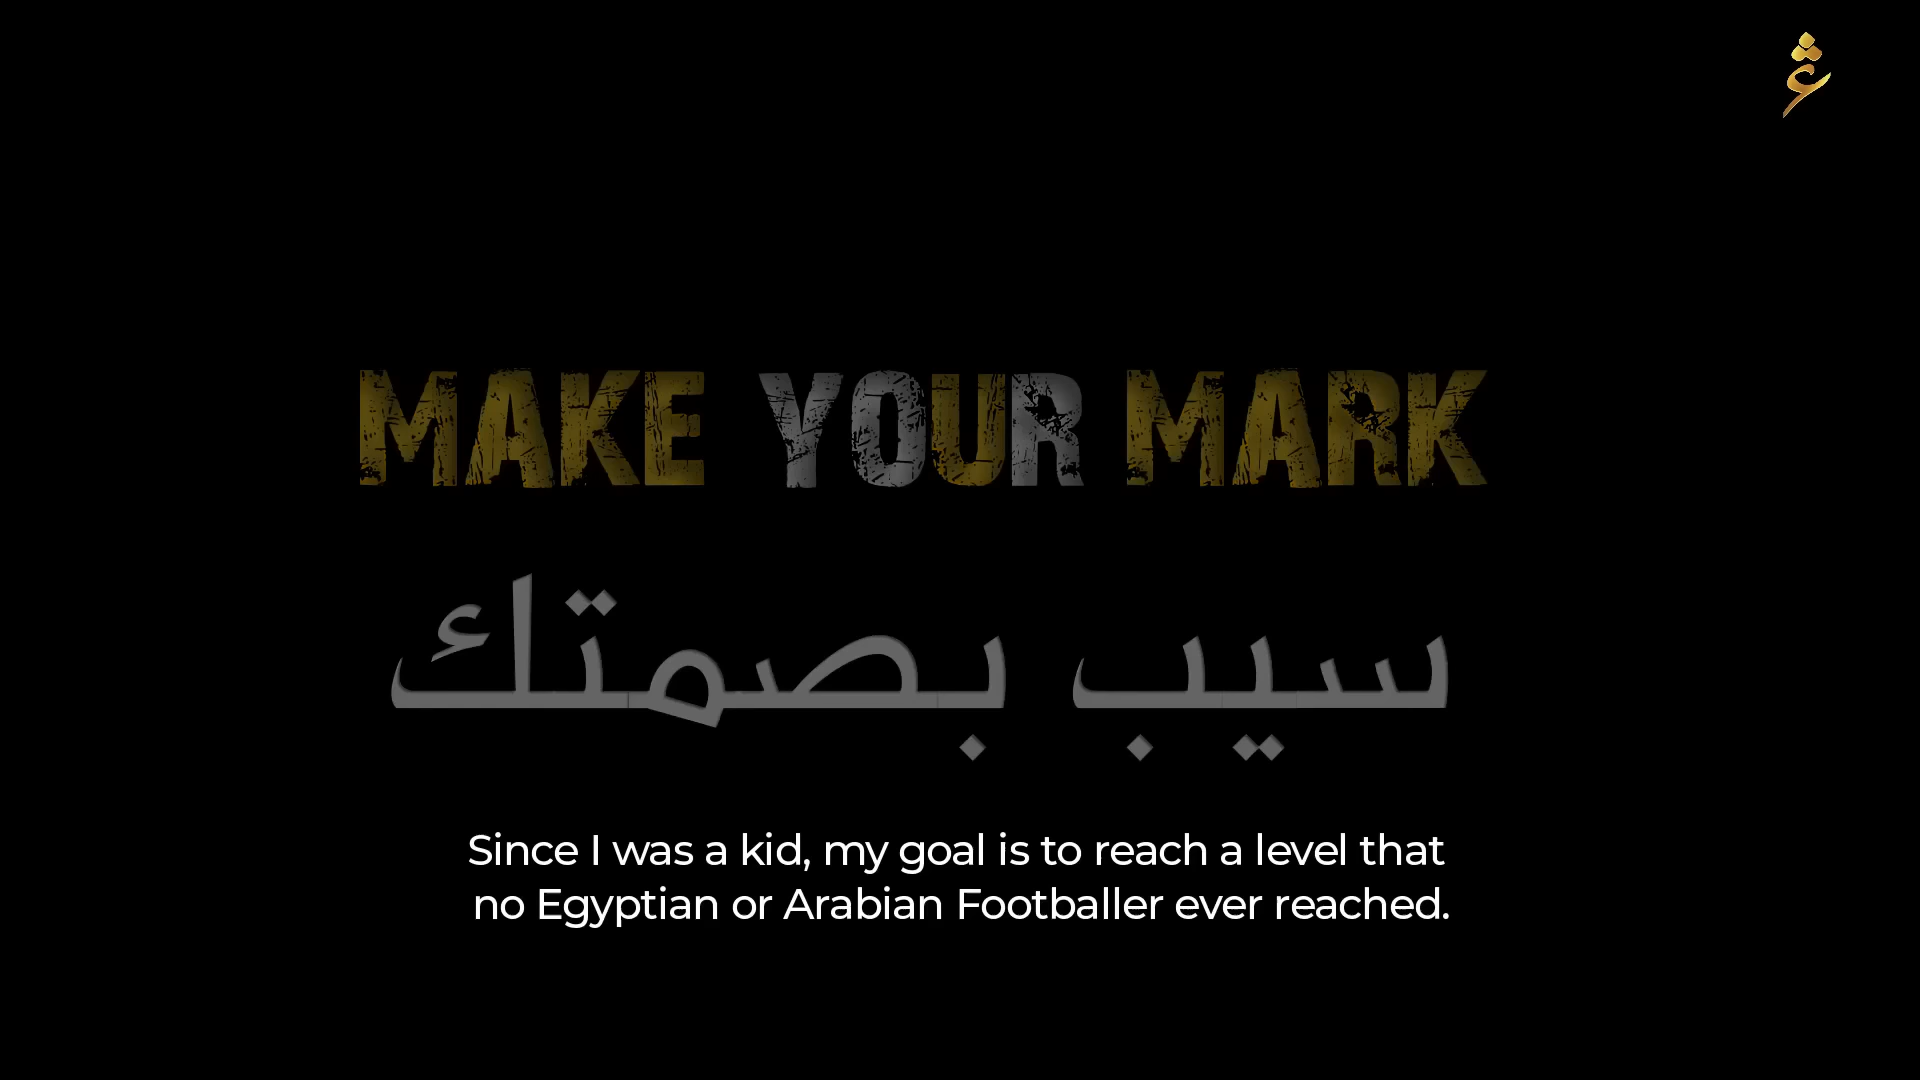 MAKE YOUR MARK
سيب بصمتك
Since I was a kid, my goal is to reach a level that
no Egyptian or Arabian Footballer ever reached.